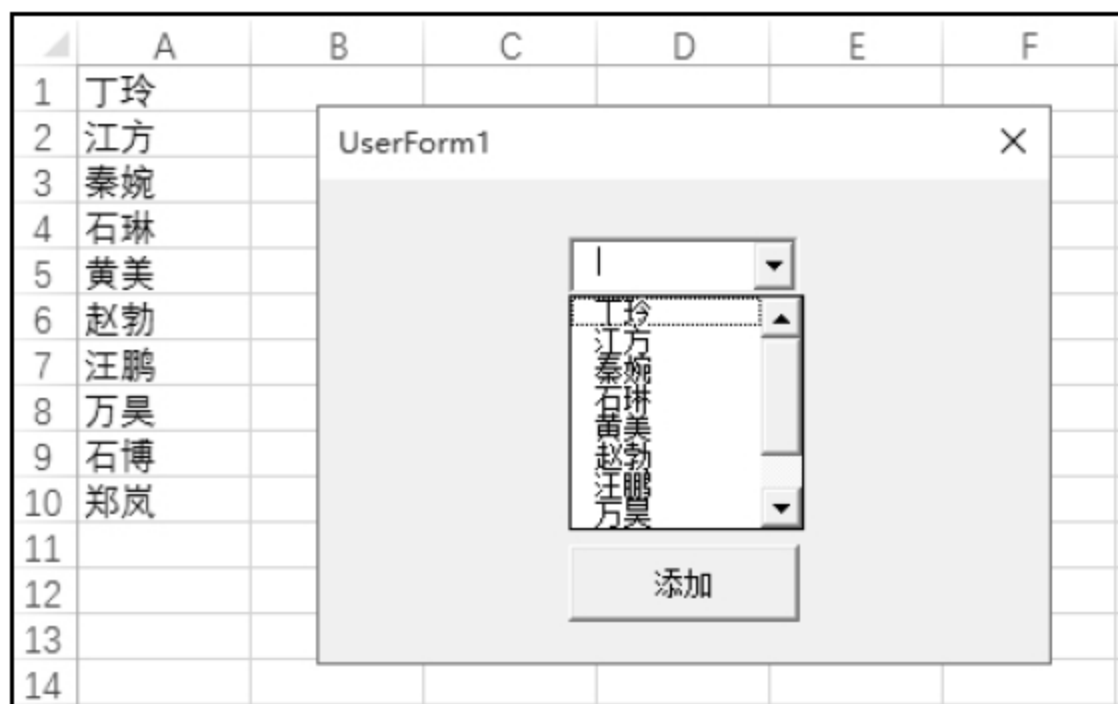 A B C D E F
1 丁玲
2 江方
3 秦婉
4 石琳
5 黄美
6 赵勃
7 汪鹏
8 万昊
9 石博
10 郑岚
11
12
13
14
UserForm1
丁玲
江方
秦婉
石琳
黄美
赵勃
汪鹏
万昊
添加